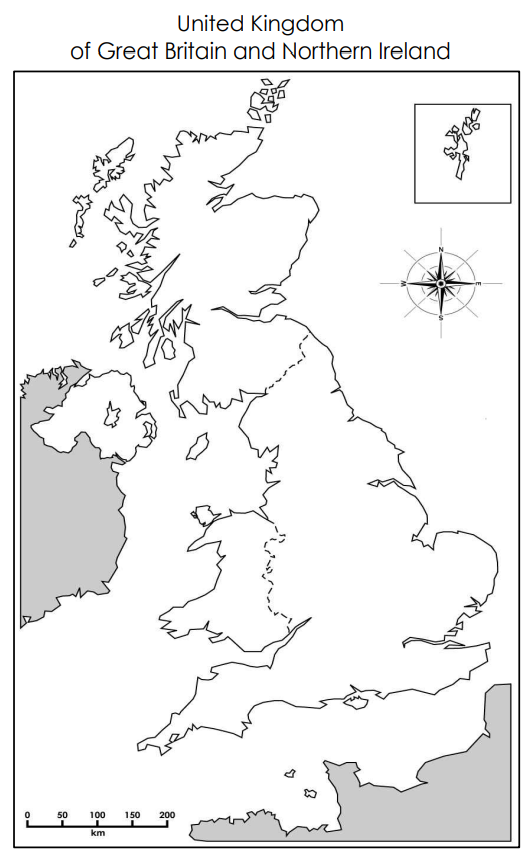 United Kingdom
of Great Britain and Northern Ireland
N
W
E
S
0 50 100 150 200
km